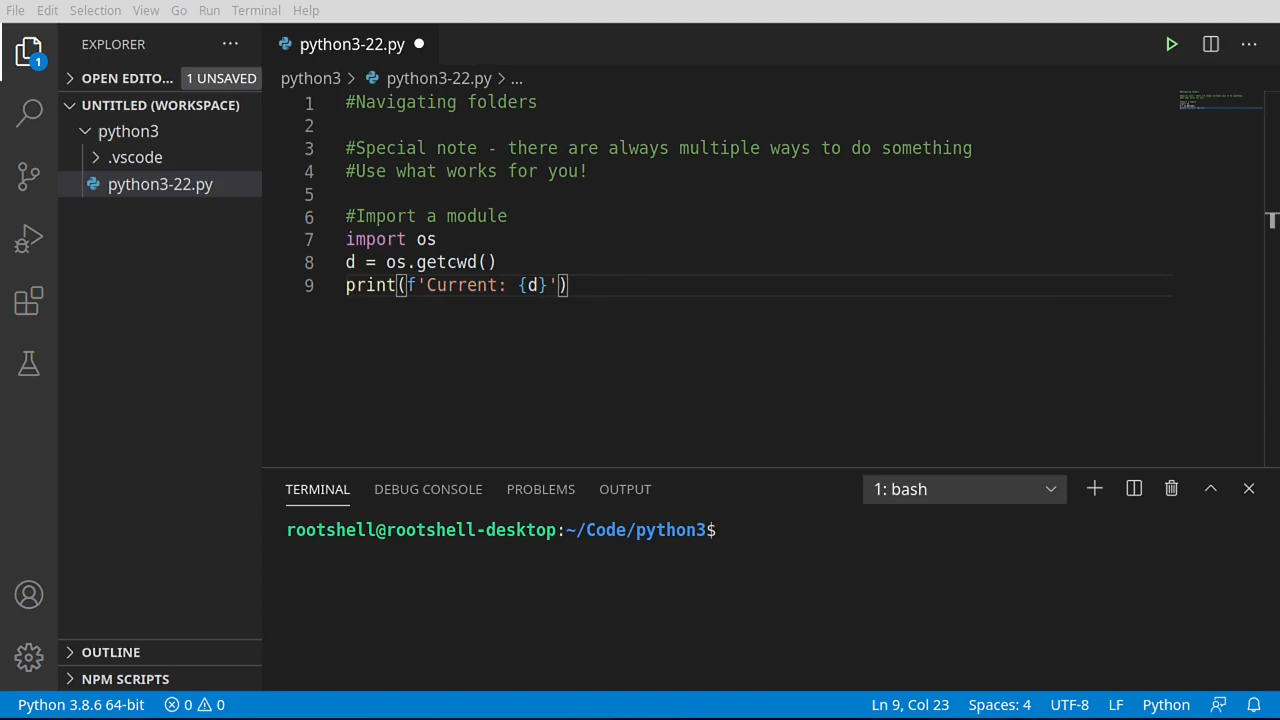 File Edit Selection View Go Run Terminal Help
EXPLORER
python3-22.py
1
OPEN EDITO... 1 UNSAVED
python3 > python3-22.py > ...
UNTITLED (WORKSPACE)
python3
.vscode
python3-22.py
1 #Navigating folders
2
3 #Special note - there are always multiple ways to do something
4 #Use what works for you!
5
6 #Import a module
7 import os
8 d = os.getcwd()
9 print(f'Current: {d}')
TERMINAL DEBUG CONSOLE PROBLEMS OUTPUT 1: bash
rootshell@rootshell-desktop:~/Code/python3$
OUTLINE
NPM SCRIPTS
Python 3.8.6 64-bit 0 0 Ln 9, Col 23 Spaces: 4 UTF-8 LF Python